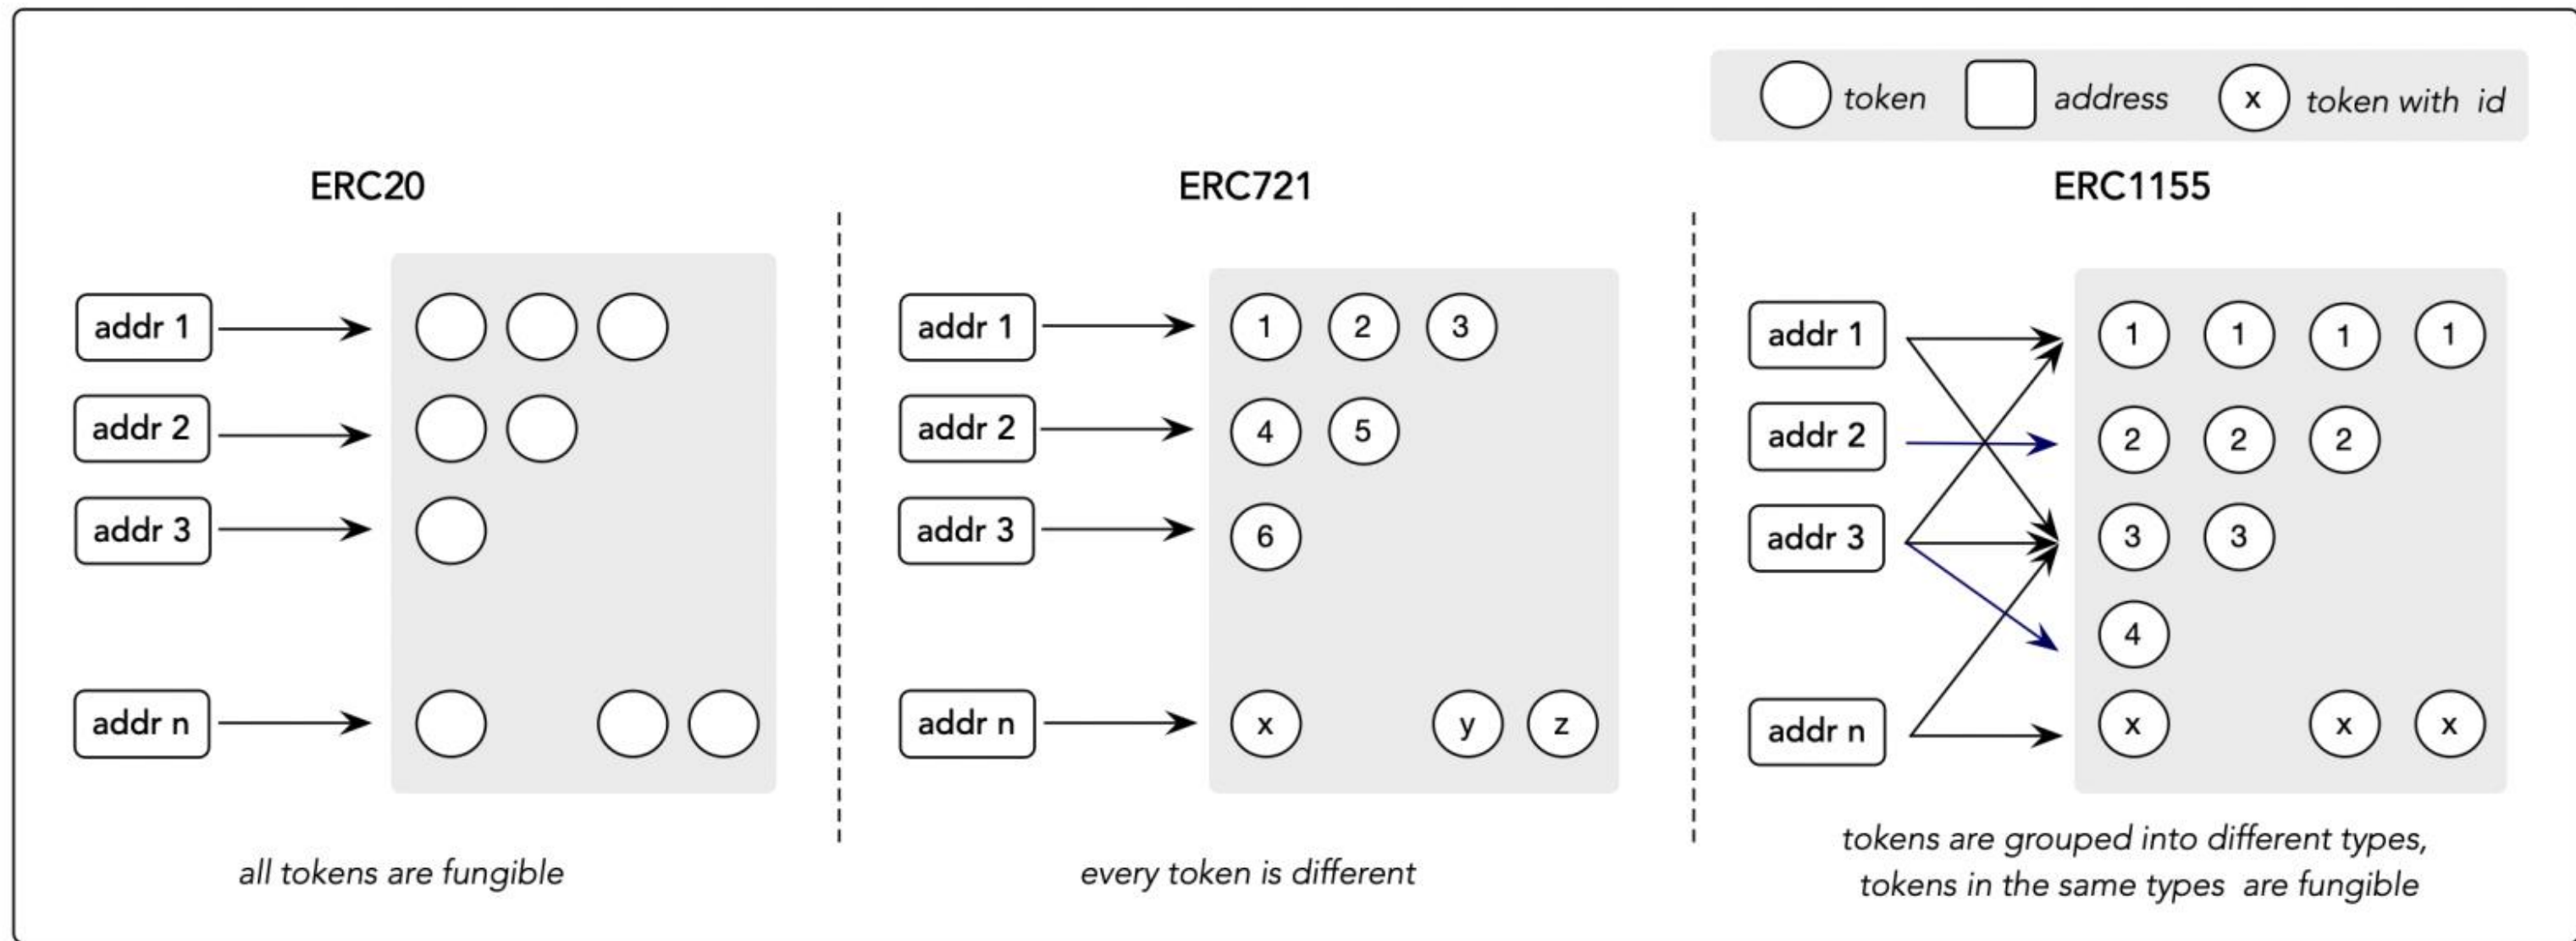 token address x token with id
ERC20 ERC721 ERC1155
addr 1
addr 2
addr 3
addr n
all tokens are fungible
addr 1 1 2 3
addr 2 4 5
addr 3 6
addr n x y z
every token is different
addr 1 1 1 1 1
addr 2 2 2 2
addr 3 3 3
4
addr n x x x
tokens are grouped into different types,
tokens in the same types are fungible